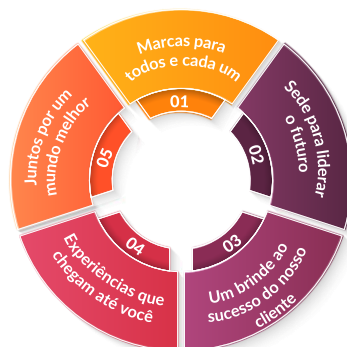 Marcas para
todos e cada um
01
Sede para liderar
o futuro
02
Um brinde ao
sucesso do nosso
cliente
03
Experiências que
chegam até você
04
Juntos por um
mundo melhor
05